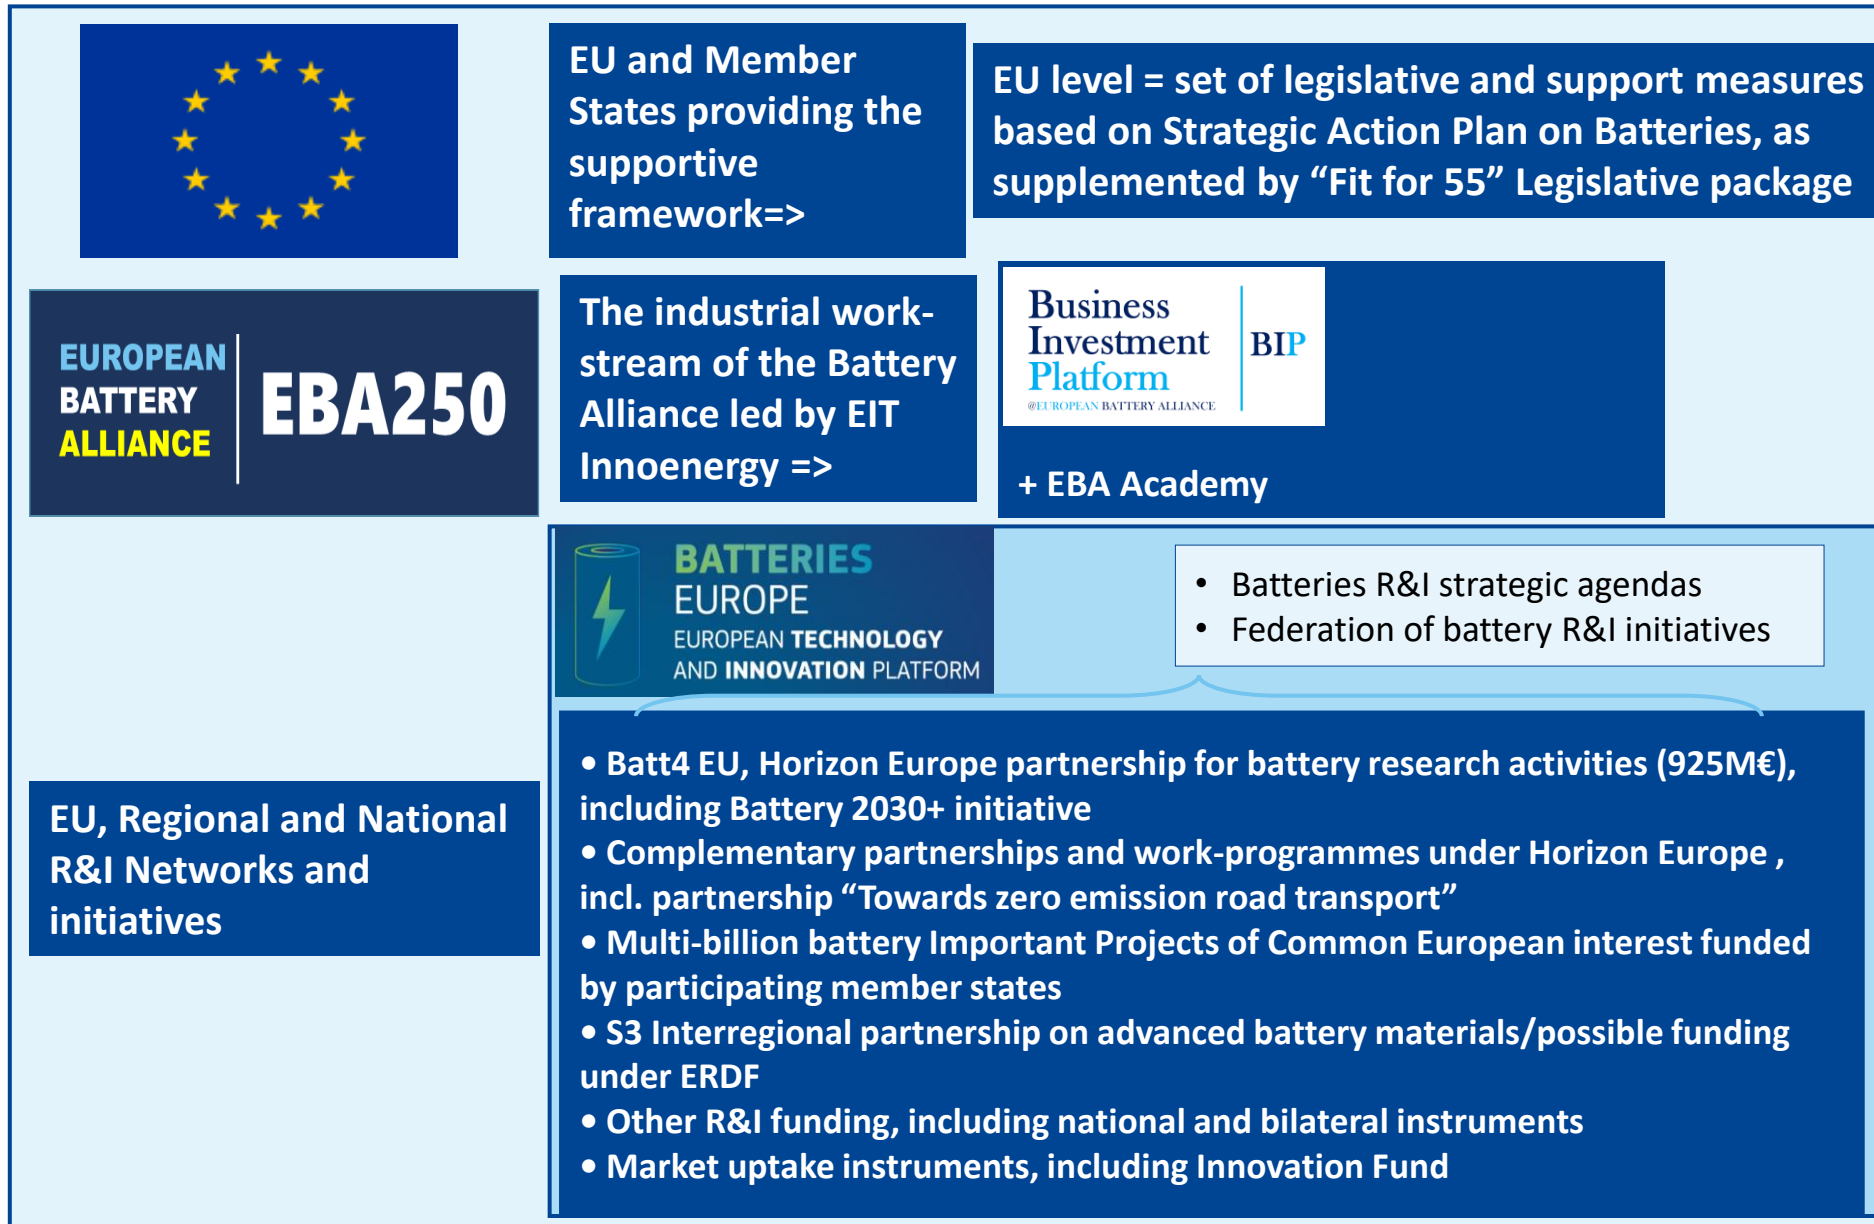 EU and Member
States providing the
supportive
framework=>
EU level = set of legislative and support measures
based on Strategic Action Plan on Batteries, as
supplemented by “Fit for 55” Legislative package
EUROPEAN
BATTERY
ALLIANCE
EBA250
The industrial work-
stream of the Battery
Alliance led by EIT
Innoenergy =>
Business
Investment
Platform
@EUROPEAN BATTERY ALLIANCE
BIP
+ EBA Academy
BATTERIES
EUROPE
EUROPEAN TECHNOLOGY
AND INNOVATION PLATFORM
• Batteries R&I strategic agendas
• Federation of battery R&I initiatives
EU, Regional and National
R&I Networks and
initiatives
• Batt4 EU, Horizon Europe partnership for battery research activities (925M€),
including Battery 2030+ initiative
• Complementary partnerships and work-programmes under Horizon Europe ,
incl. partnership “Towards zero emission road transport”
• Multi-billion battery Important Projects of Common European interest funded
by participating member states
• S3 Interregional partnership on advanced battery materials/possible funding
under ERDF
• Other R&I funding, including national and bilateral instruments
• Market uptake instruments, including Innovation Fund